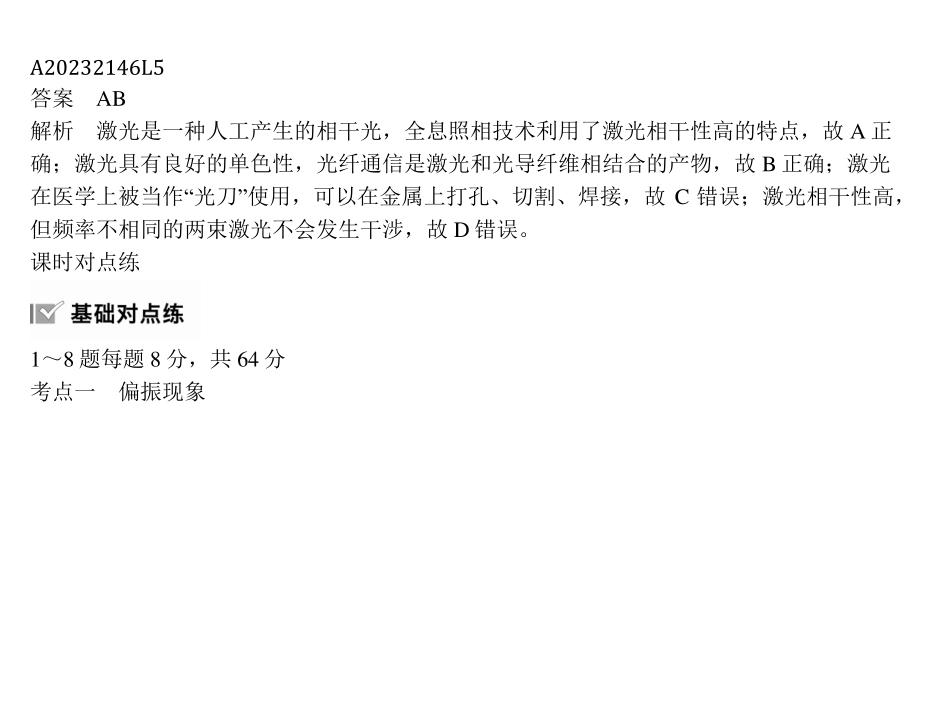 A20232146L5
答案　AB
解析　激光是一种人工产生的相干光，全息照相技术利用了激光相干性高的特点，故 A 正
确；激光具有良好的单色性，光纤通信是激光和光导纤维相结合的产物，故 B 正确；激光
在医学上被当作“光刀”使用，可以在金属上打孔、切割、焊接，故 C 错误；激光相干性高，
但频率不相同的两束激光不会发生干涉，故 D 错误。
课时对点练
基础对点练
1～8 题每题 8 分，共 64 分
考点一　偏振现象